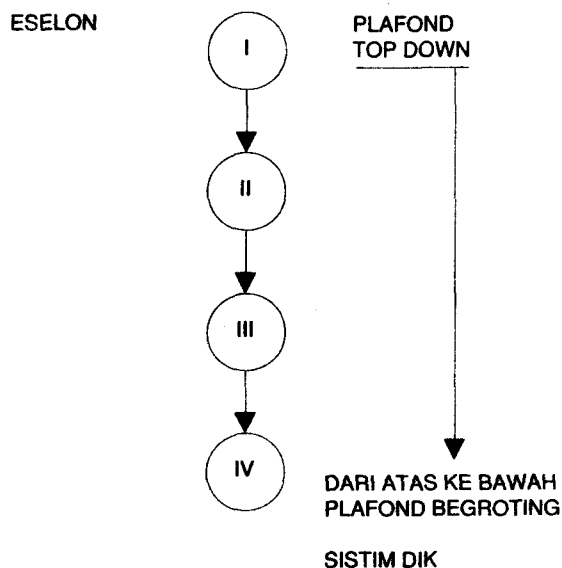 ESELON
I
PLAFOND
TOP DOWN
II
III
IV
DARI ATAS KE BAWAH
PLAFOND BEGROTING
SISTIM DIK